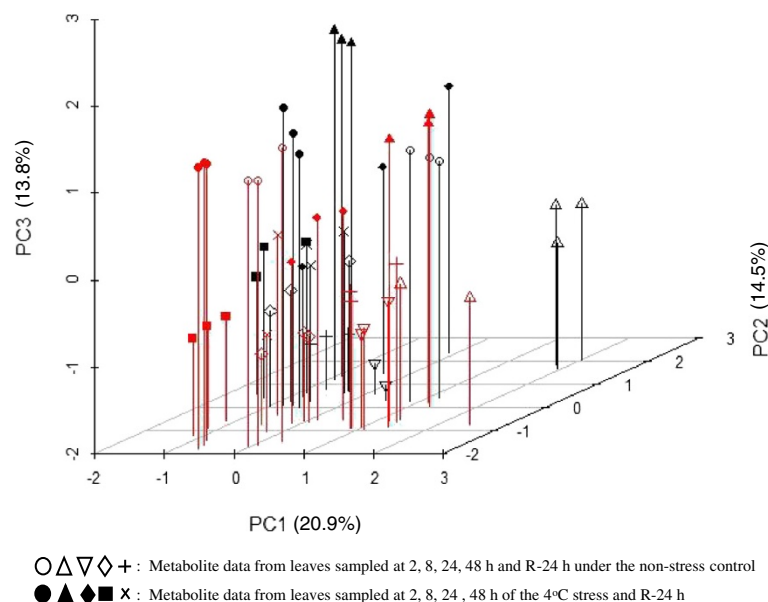 3
2
1
0
-1
-2
PC3 (13.8%)
-2 -1 0 1 2 3
PC1 (20.9%)
-2 -1 0 1 2 3
PC2 (14.5%)
○△▽◇+ : Metabolite data from leaves sampled at 2, 8, 24, 48 h and R-24 h under the non-stress control
●▲◆■x : Metabolite data from leaves sampled at 2, 8, 24 , 48 h of the 4°C stress and R-24 h